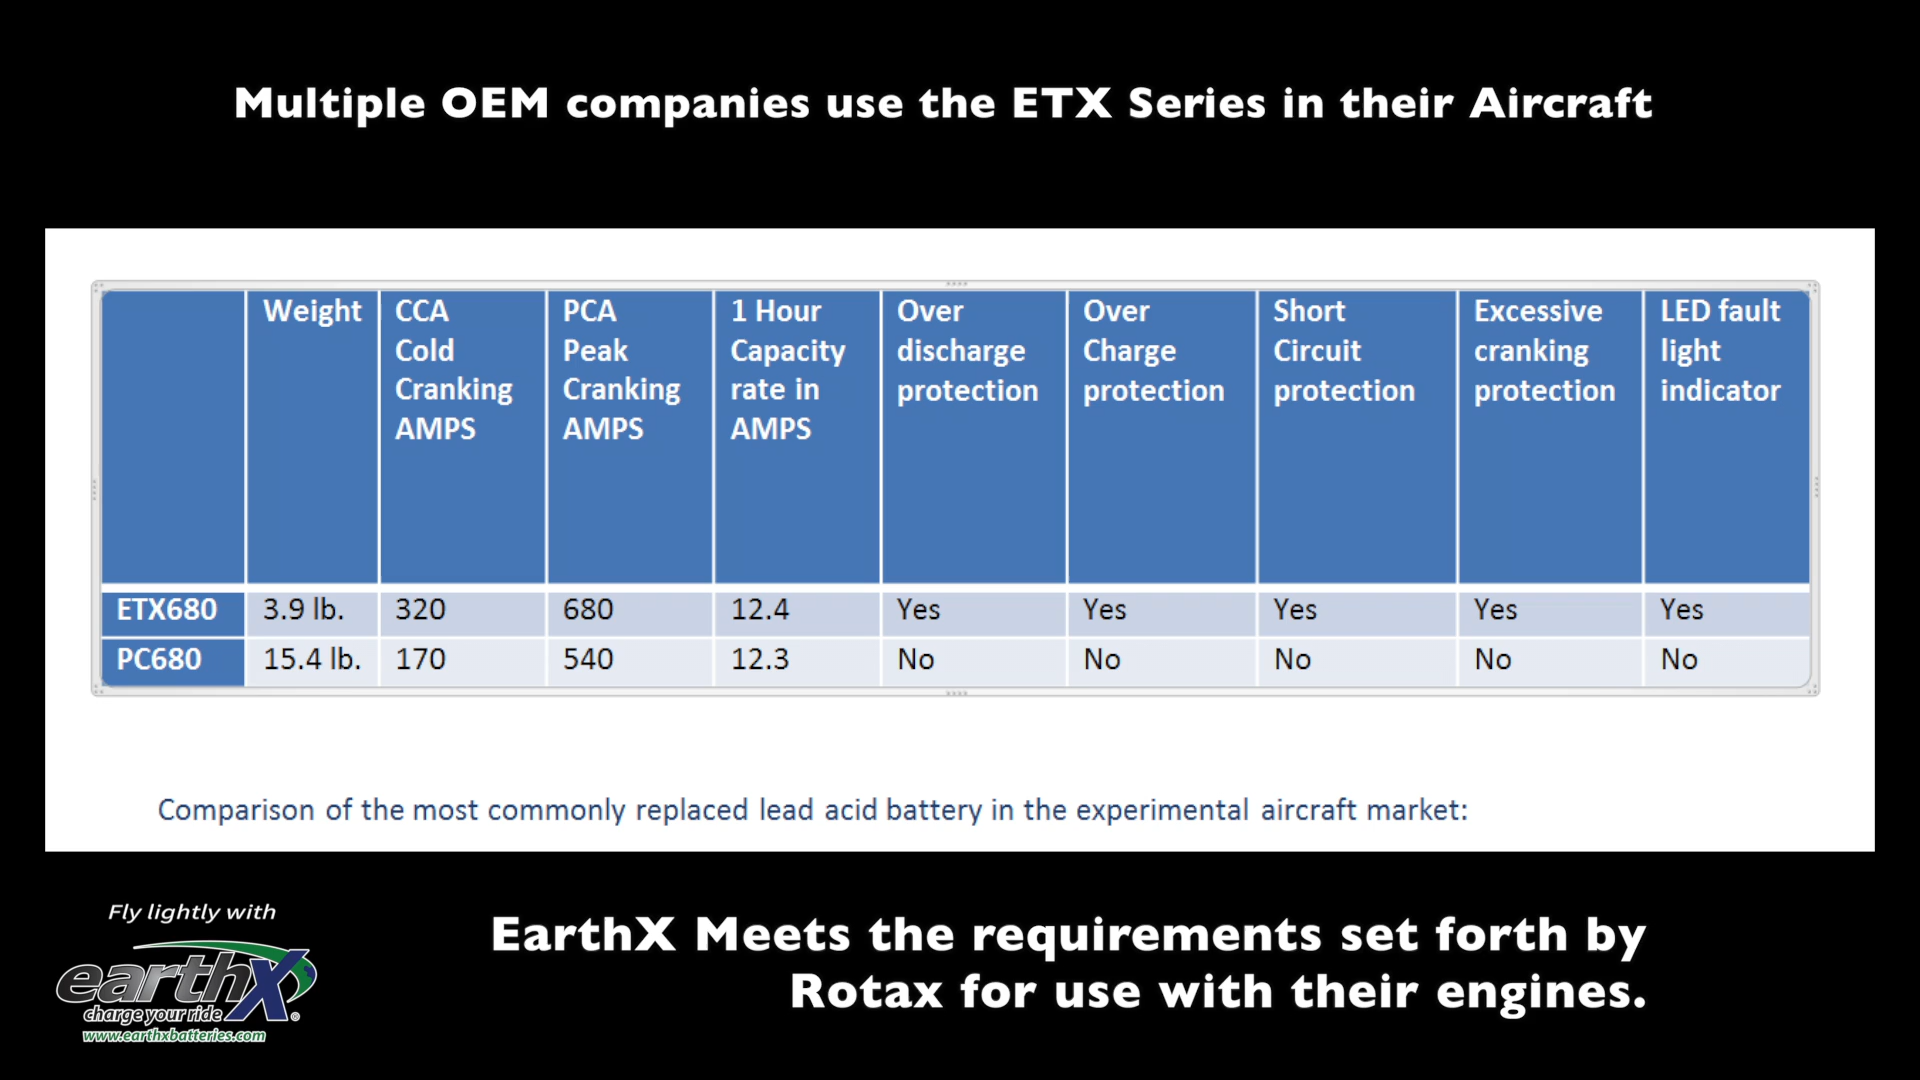 Multiple OEM companies use the ETX Series in their Aircraft
Weight
CCA
Cold
Cranking
AMPS
PCA
Peak
Cranking
AMPS
1 Hour
Capacity
rate in
AMPS
Over
discharge
protection
Over
Charge
protection
Short
Circuit
protection
Excessive
cranking
protection
LED fault
light
indicator
ETX680 3.9 lb. 320 680 12.4 Yes Yes Yes Yes Yes
PC680 15.4 lb. 170 540 12.3 No No No No No
Comparison of the most commonly replaced lead acid battery in the experimental aircraft market:
Fly lightly with
earthX
charge your ride ®
www.earthxbatteries.com
EarthX Meets the requirements set forth by
Rotax for use with their engines.